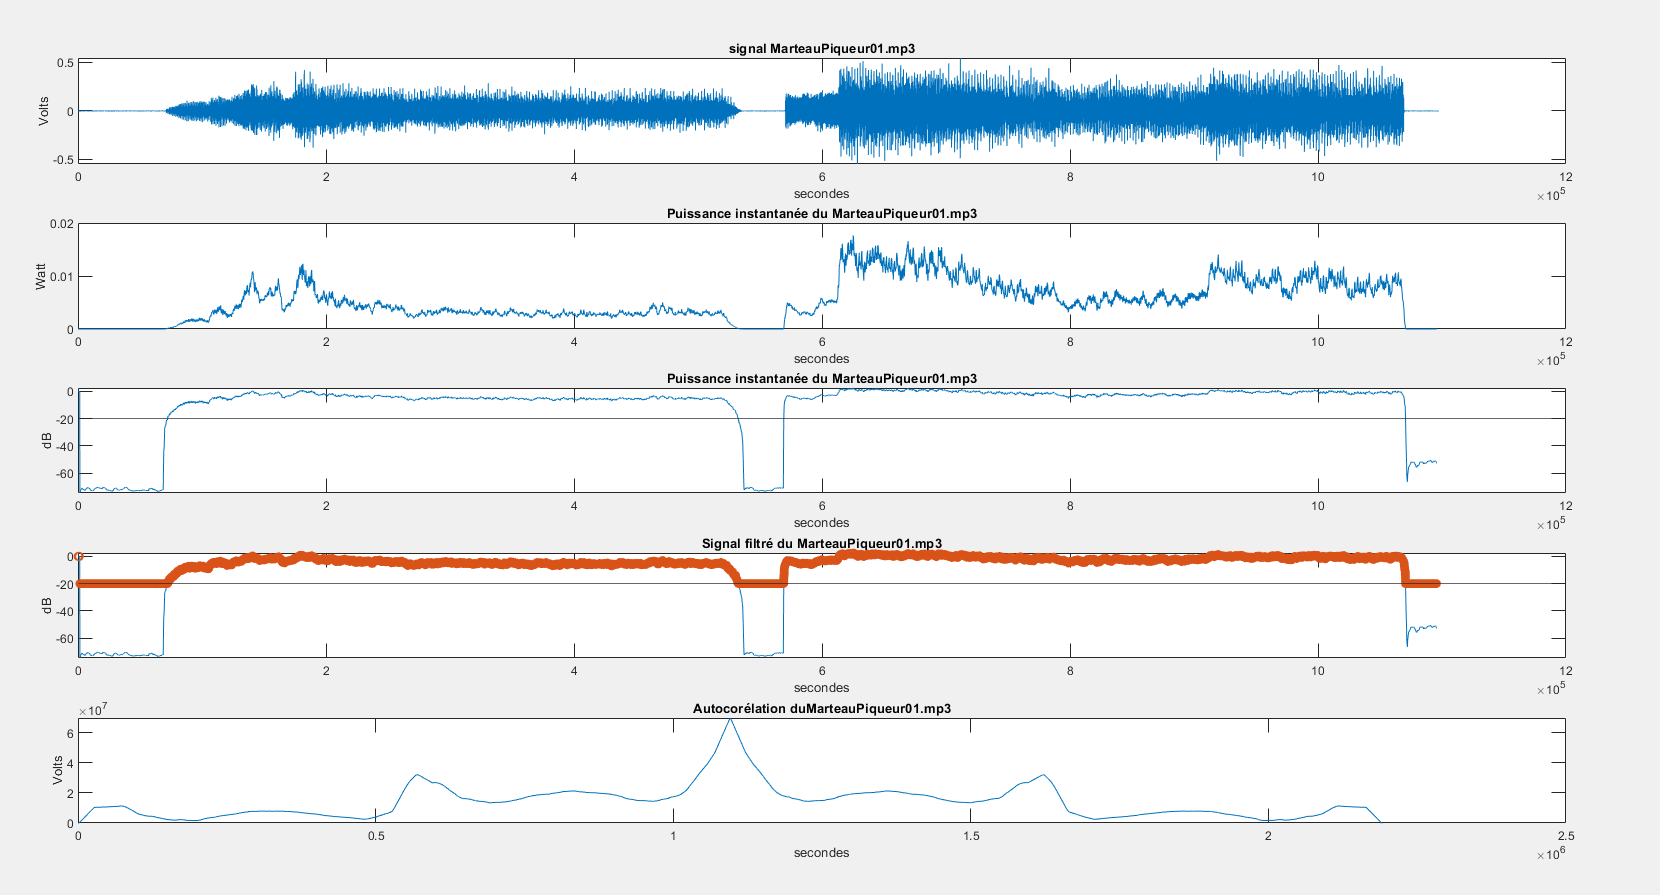 signal MarteauPiqueur01.mp3
0.5
0
-0.5
Volts
0 2 4 6 8 10 12
secondes
×10^5
Puissance instantanée du MarteauPiqueur01.mp3
0.02
0.01
0
Watt
0 2 4 6 8 10 12
secondes
×10^5
Puissance instantanée du MarteauPiqueur01.mp3
0
-20
-40
-60
dB
0 2 4 6 8 10 12
secondes
×10^5
Signal filtré du MarteauPiqueur01.mp3
0
-20
-40
-60
dB
0 2 4 6 8 10 12
secondes
×10^5
×10^7
Autocorélation duMarteauPiqueur01.mp3
6
4
2
0
Volts
0 0.5 1 1.5 2 2.5
secondes
×10^6